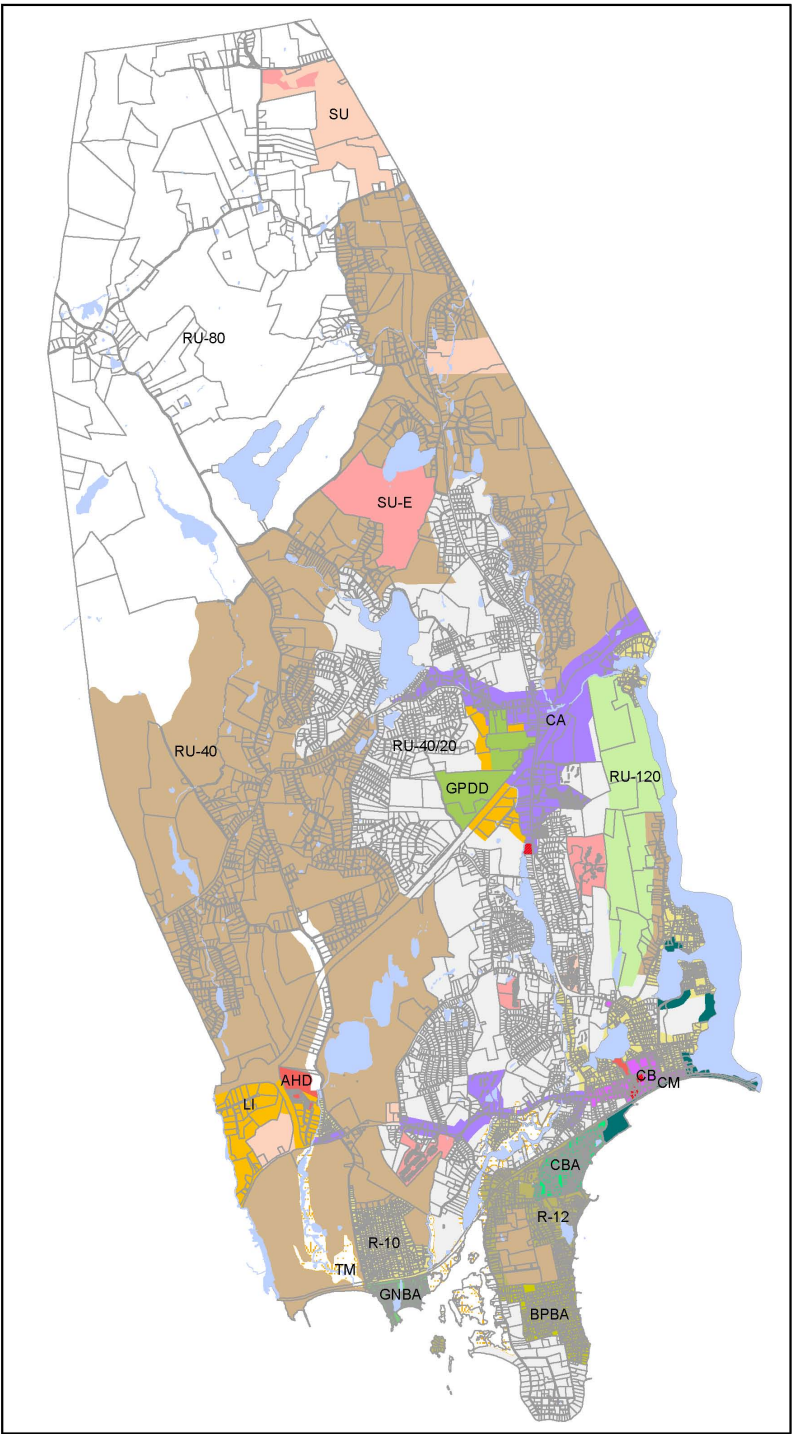 SU
RU-80
SU-E
CA
RU-40
RU-40/20
RU-120
GPDD
AHD
CB
CM
LI
CBA
R-12
R-10
TM
GNBA
BPBA